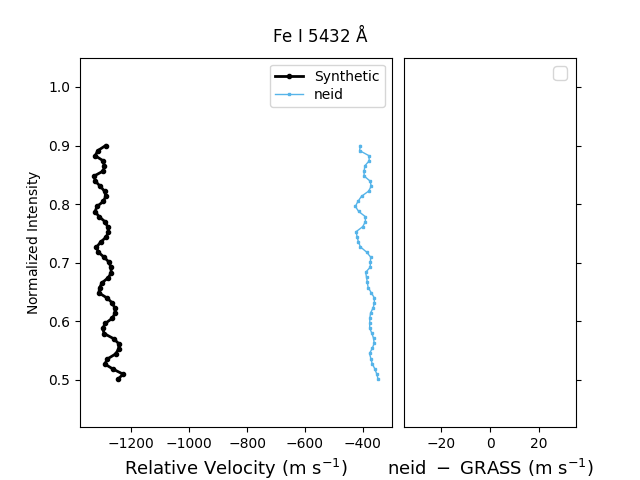 Fe I 5432 Å
Synthetic
neid
Normalized Intensity
1.0
0.9
0.8
0.7
0.6
0.5
−1200 −1000 −800 −600 −400
−20 0 20
Relative Velocity (m s⁻¹)
neid − GRASS (m s⁻¹)